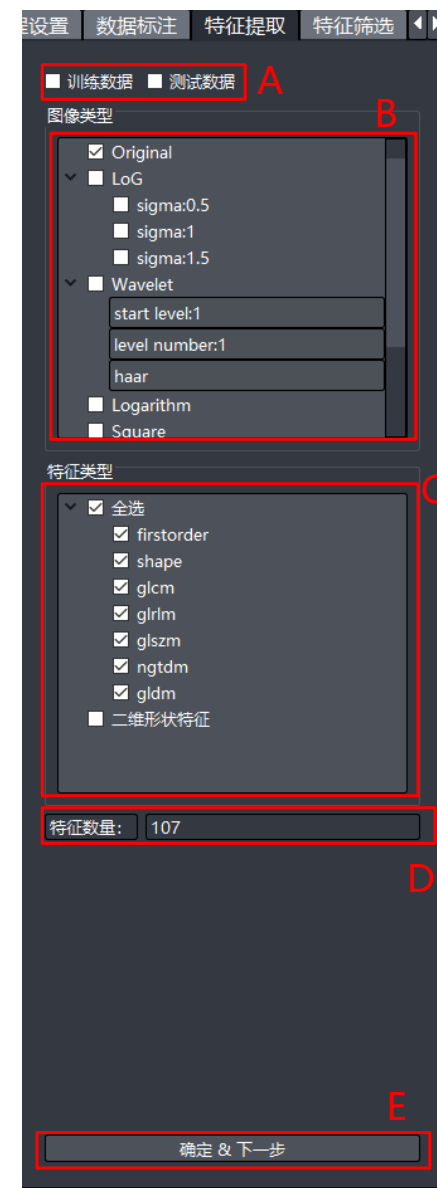 程设置 数据标注 特征提取 特征筛选
训练数据 测试数据 A
图像类型 B
Original
LoG
sigma:0.5
sigma:1
sigma:1.5
Wavelet
start level:1
level number:1
haar
Logarithm
Square
特征类型
C
全选
firstorder
shape
glcm
glrlm
glszm
ngtdm
gldm
二维形状特征
特征数量: 107
D
E
确定 & 下一步